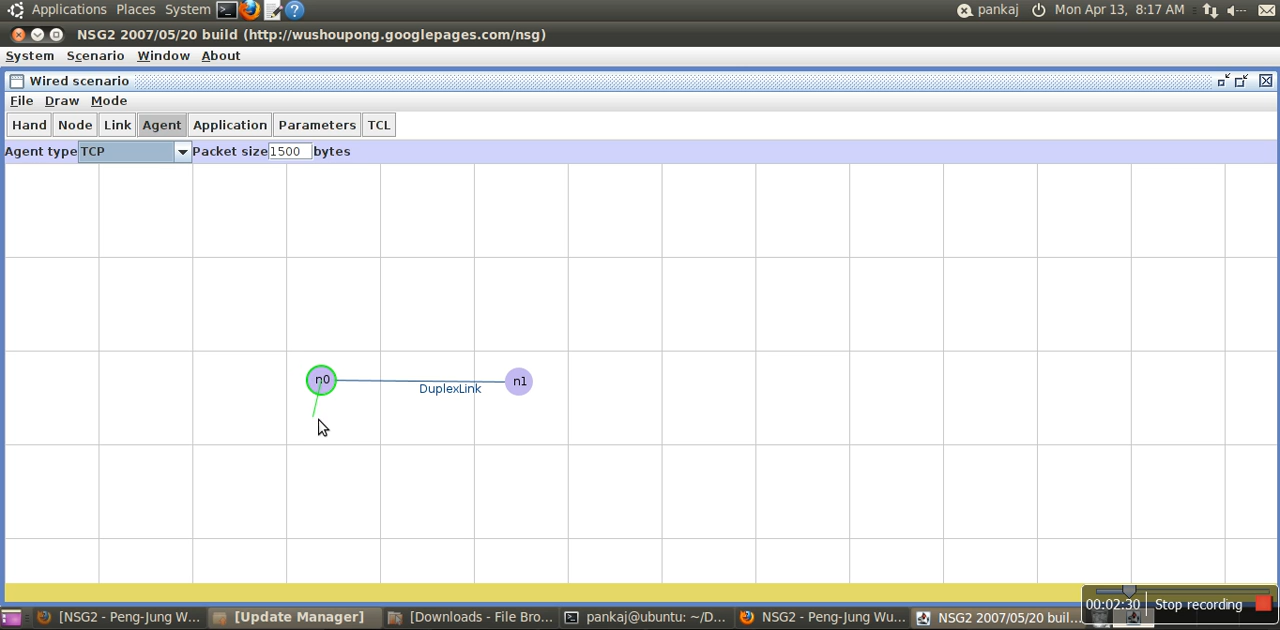 Applications Places System pankaj Mon Apr 13, 8:17 AM
NSG2 2007/05/20 build (http://wushoupong.googlepages.com/nsg)
System Scenario Window About
Wired scenario
File Draw Mode
Hand Node Link Agent Application Parameters TCL
Agent type TCP Packet size 1500 bytes
n0 n1
DuplexLink
00:02:30 Stop recording
[NSG2 - Peng-Jung W... [Update Manager] [Downloads - File Bro... pankaj@ubuntu: ~/D... NSG2 - Peng-Jung Wu... NSG2 2007/05/20 buil...